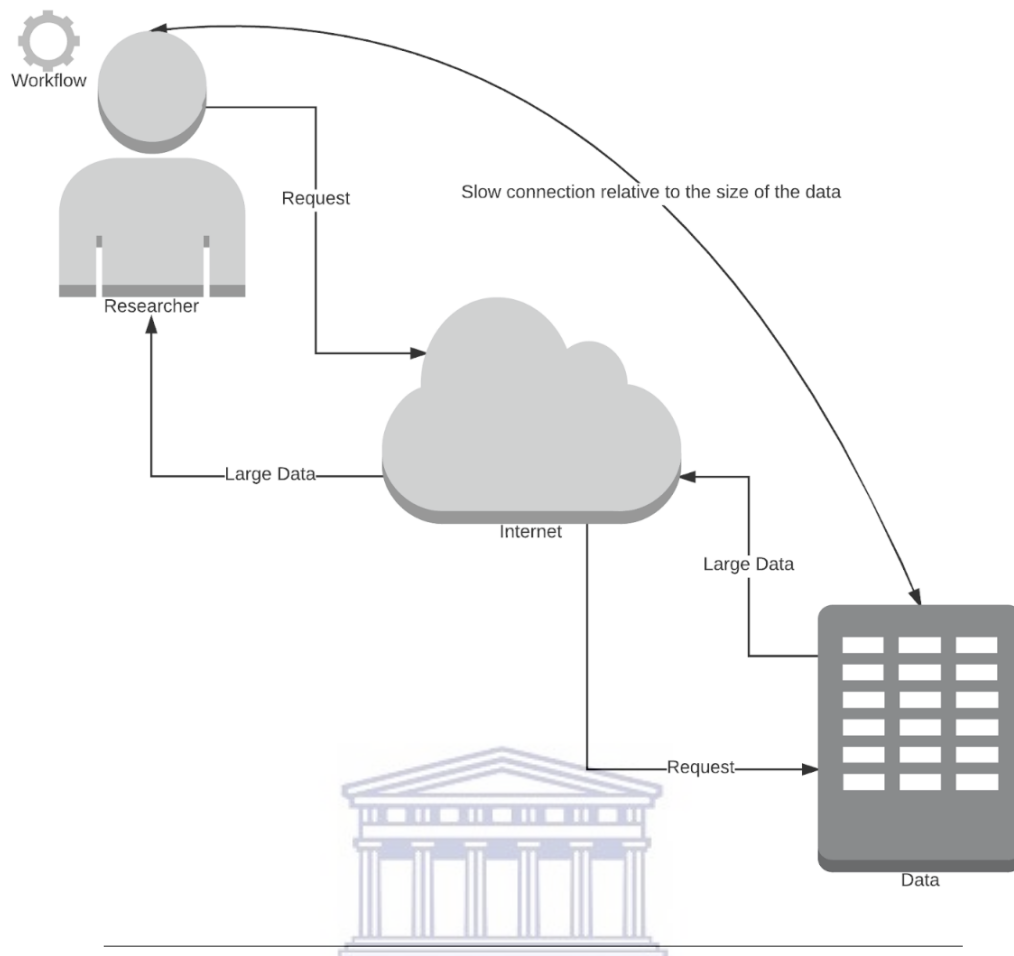 Workflow
Request
Slow connection relative to the size of the data
Researcher
Large Data
Internet
Large Data
Request
Data